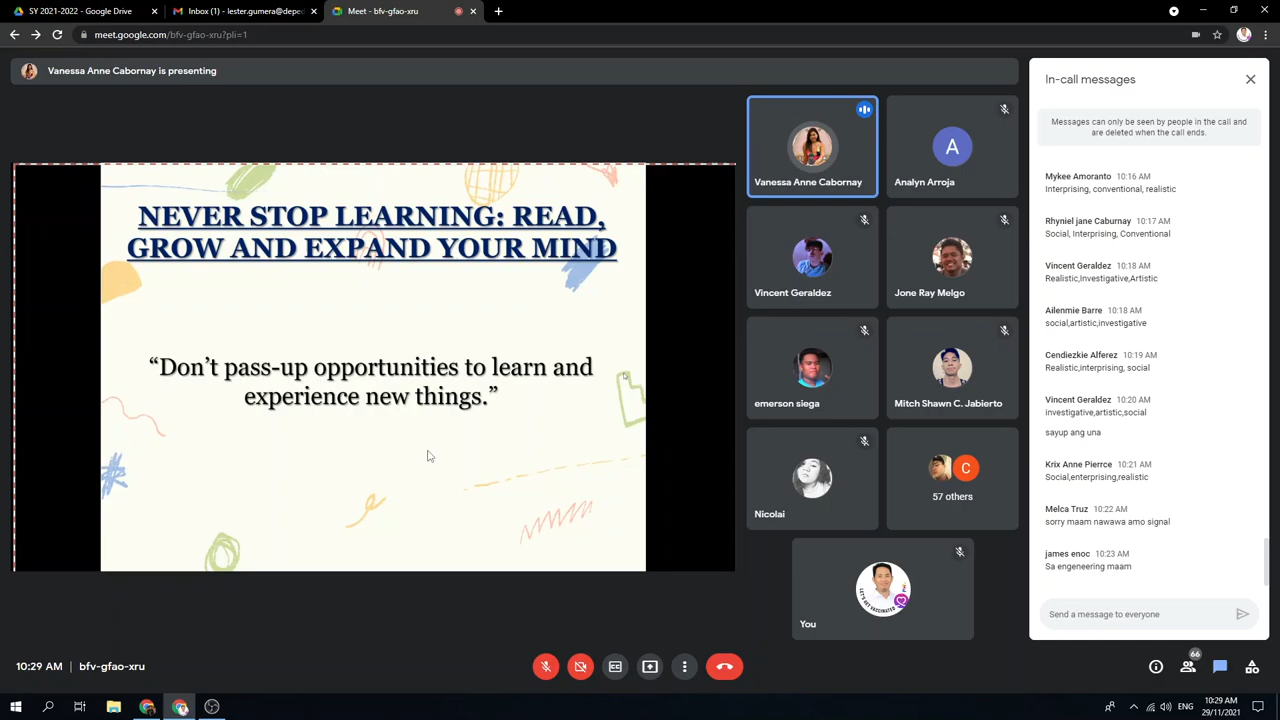 SY 2021-2022 - Google Drive
Inbox (1) - lester.gumera@deped
Meet - bfv-gfao-xru
meet.google.com/bfv-gfao-xru?pli=1
Vanessa Anne Cabornay is presenting
NEVER STOP LEARNING: READ,
GROW AND EXPAND YOUR MIND
“Don’t pass-up opportunities to learn and
experience new things.”
Vanessa Anne Cabornay
A
Analyn Arroja
Vincent Geraldez
Jone Ray Melgo
emerson siega
Mitch Shawn C. Jabierto
Nicolai
C
57 others
LET'S GET VACCINATED
You
In-call messages
Messages can only be seen by people in the call and
are deleted when the call ends.
Mykee Amoranto 10:16 AM
Interprising, conventional, realistic
Rhyniel jane Caburnay 10:17 AM
Social, Interprising, Conventional
Vincent Geraldez 10:18 AM
Realistic,Investigative,Artistic
Ailenmie Barre 10:18 AM
social,artistic,investigative
Cendiezkie Alferez 10:19 AM
Realistic,interprising, social
Vincent Geraldez 10:20 AM
investigative,artistic,social
sayup ang una
Krix Anne Pierrce 10:21 AM
Social,enterprising,realistic
Melca Truz 10:22 AM
sorry maam nawawa amo signal
james enoc 10:23 AM
Sa engeneering maam
Send a message to everyone
10:29 AM | bfv-gfao-xru
66
ENG
10:29 AM
29/11/2021